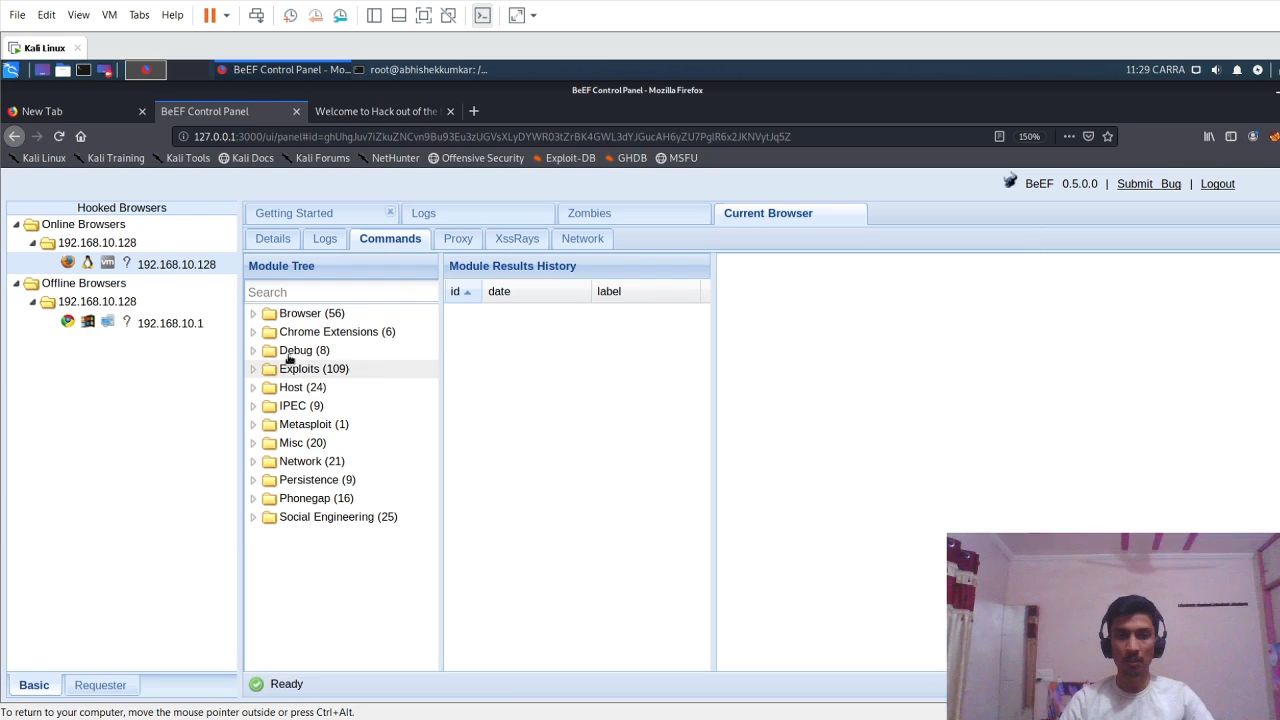 File Edit View VM Tabs Help
Kali Linux ×
BeEF Control Panel - Mo... root@abhishekkumkar: /... 11:29 CARRA
BeEF Control Panel - Mozilla Firefox
New Tab × BeEF Control Panel × Welcome to Hack out of the × +
127.0.0.1:3000/ui/panel#id=ghUhgJuv7iZkuZNCvn9Bu93Eu3zUGVsXLyDYWR03tZrBK4GWL3dYJGucAH6yZU7PglR6x2JKNVytJq5Z 150%
Kali Linux Kali Training Kali Tools Kali Docs Kali Forums NetHunter Offensive Security Exploit-DB GHDB MSFU
BeEF 0.5.0.0 | Submit Bug | Logout
Hooked Browsers
Online Browsers
192.168.10.128
192.168.10.128
Offline Browsers
192.168.10.128
192.168.10.1
Getting Started Logs Zombies Current Browser
Details Logs Commands Proxy XssRays Network
Module Tree
Search
Browser (56)
Chrome Extensions (6)
Debug (8)
Exploits (109)
Host (24)
IPEC (9)
Metasploit (1)
Misc (20)
Network (21)
Persistence (9)
Phonegap (16)
Social Engineering (25)
Module Results History
id date label
Basic Requester
Ready
To return to your computer, move the mouse pointer outside or press Ctrl+Alt.